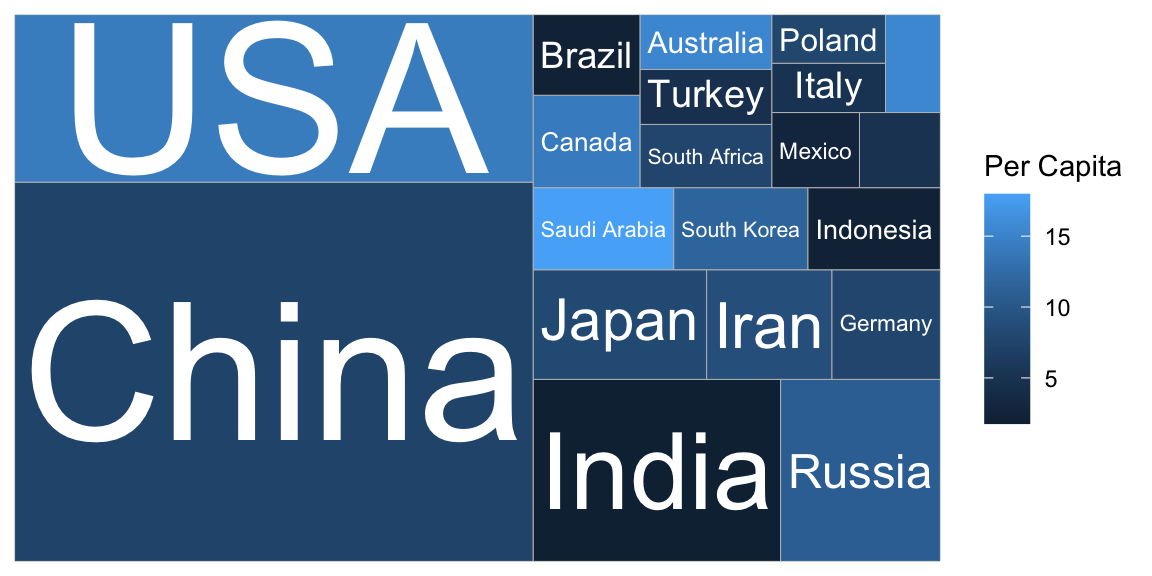 USA
China
Brazil
Canada
Australia
Turkey
South Africa
Poland
Italy
Mexico
Saudi Arabia
South Korea
Indonesia
Japan
Iran
Germany
India
Russia
Per Capita
15
10
5